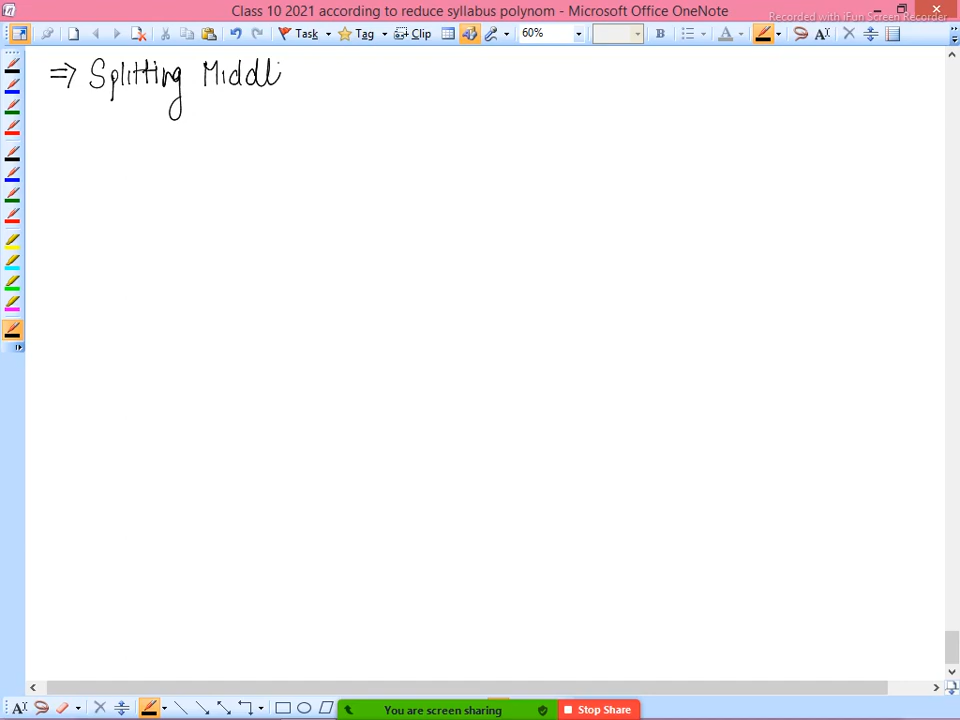 Class 10 2021 according to reduce syllabus polynom - Microsoft Office OneNote
Recorded with iFun Screen Recorder
Task Tag Clip 60% B A
⇒ Splitting Middl
You are screen sharing Stop Share